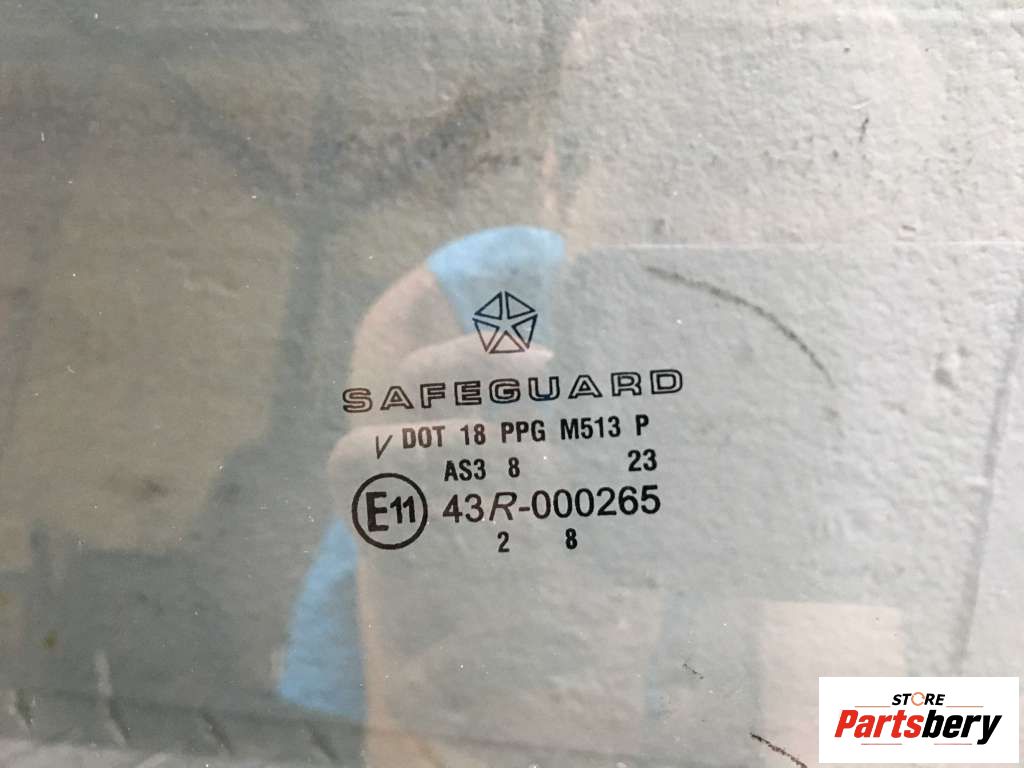 SAFEGUARD
V DOT 18 PPG M513 P
AS3 8 23
E11 43R-000265
2 8
STORE
Partsbery